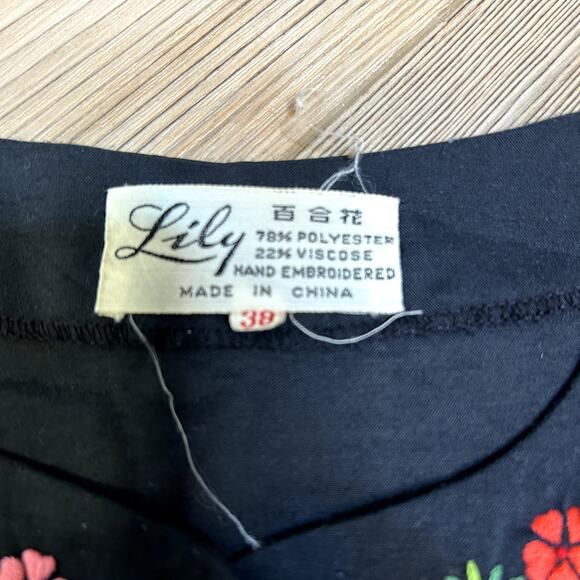 Lily
百合花
78% POLYESTER
22% VISCOSE
HAND EMBROIDERED
MADE IN CHINA
38